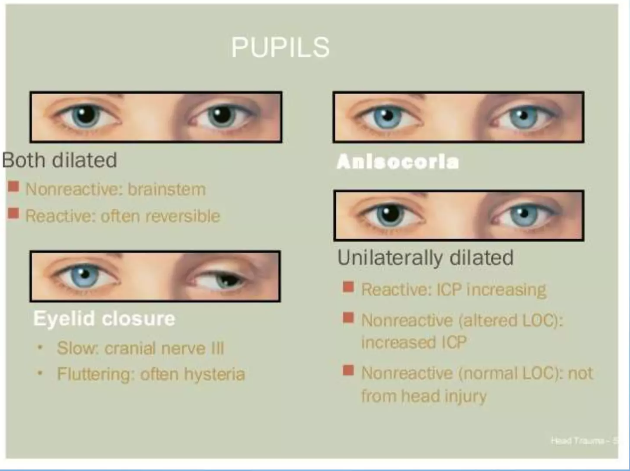 PUPILS
Both dilated
Nonreactive: brainstem
Reactive: often reversible
Eyelid closure
Slow: cranial nerve III
Fluttering: often hysteria
Anisocoria
Unilaterally dilated
Reactive: ICP increasing
Nonreactive (altered LOC):
increased ICP
Nonreactive (normal LOC): not
from head injury
Head Trauma -